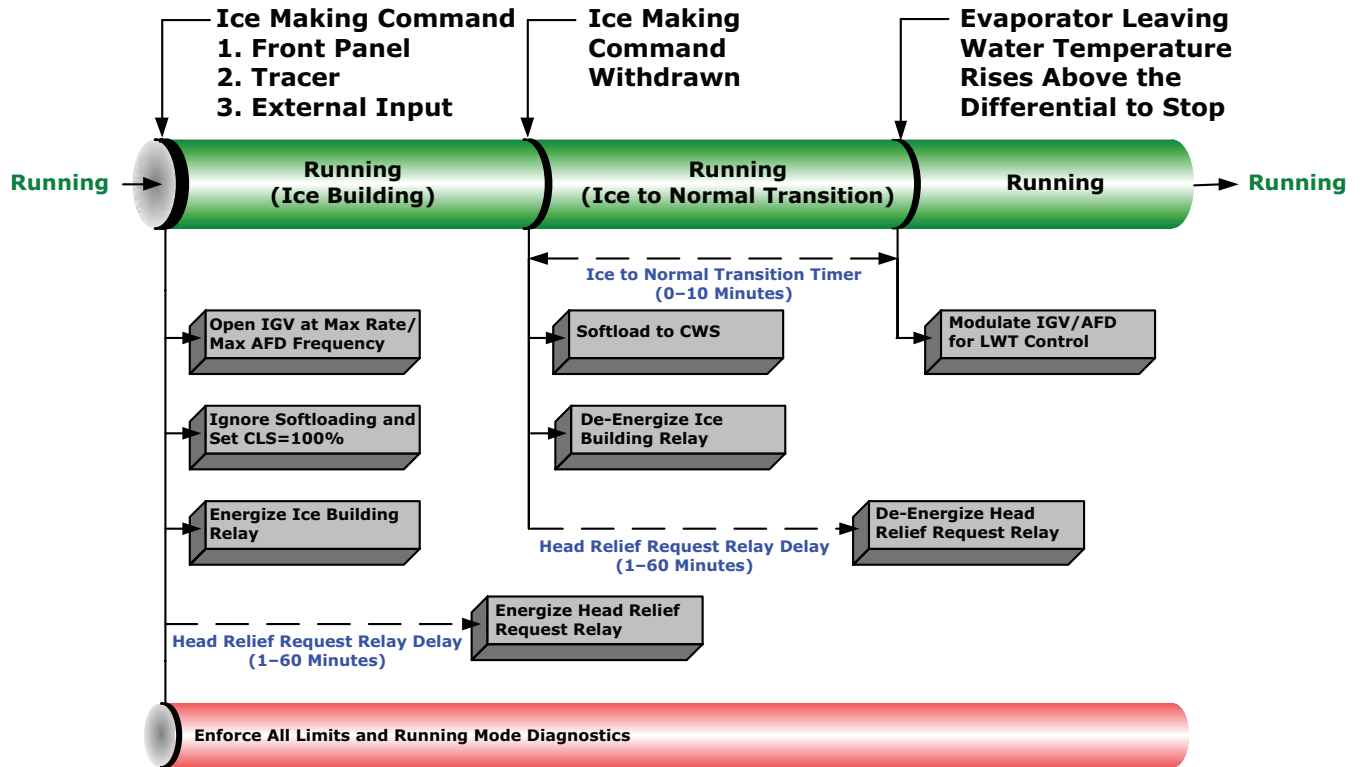 Ice Making Command
1. Front Panel
2. Tracer
3. External Input
Ice Making
Command
Withdrawn
Evaporator Leaving
Water Temperature
Rises Above the
Differential to Stop
Running
Running
(Ice Building)
Running
(Ice to Normal Transition)
Running
Running
Ice to Normal Transition Timer
(0–10 Minutes)
Open IGV at Max Rate/
Max AFD Frequency
Softload to CWS
Modulate IGV/AFD
for LWT Control
Ignore Softloading and
Set CLS=100%
De-Energize Ice
Building Relay
Energize Ice Building
Relay
Head Relief Request Relay Delay
(1–60 Minutes)
De-Energize Head
Relief Request Relay
Head Relief Request Relay Delay
(1–60 Minutes)
Energize Head Relief
Request Relay
Enforce All Limits and Running Mode Diagnostics